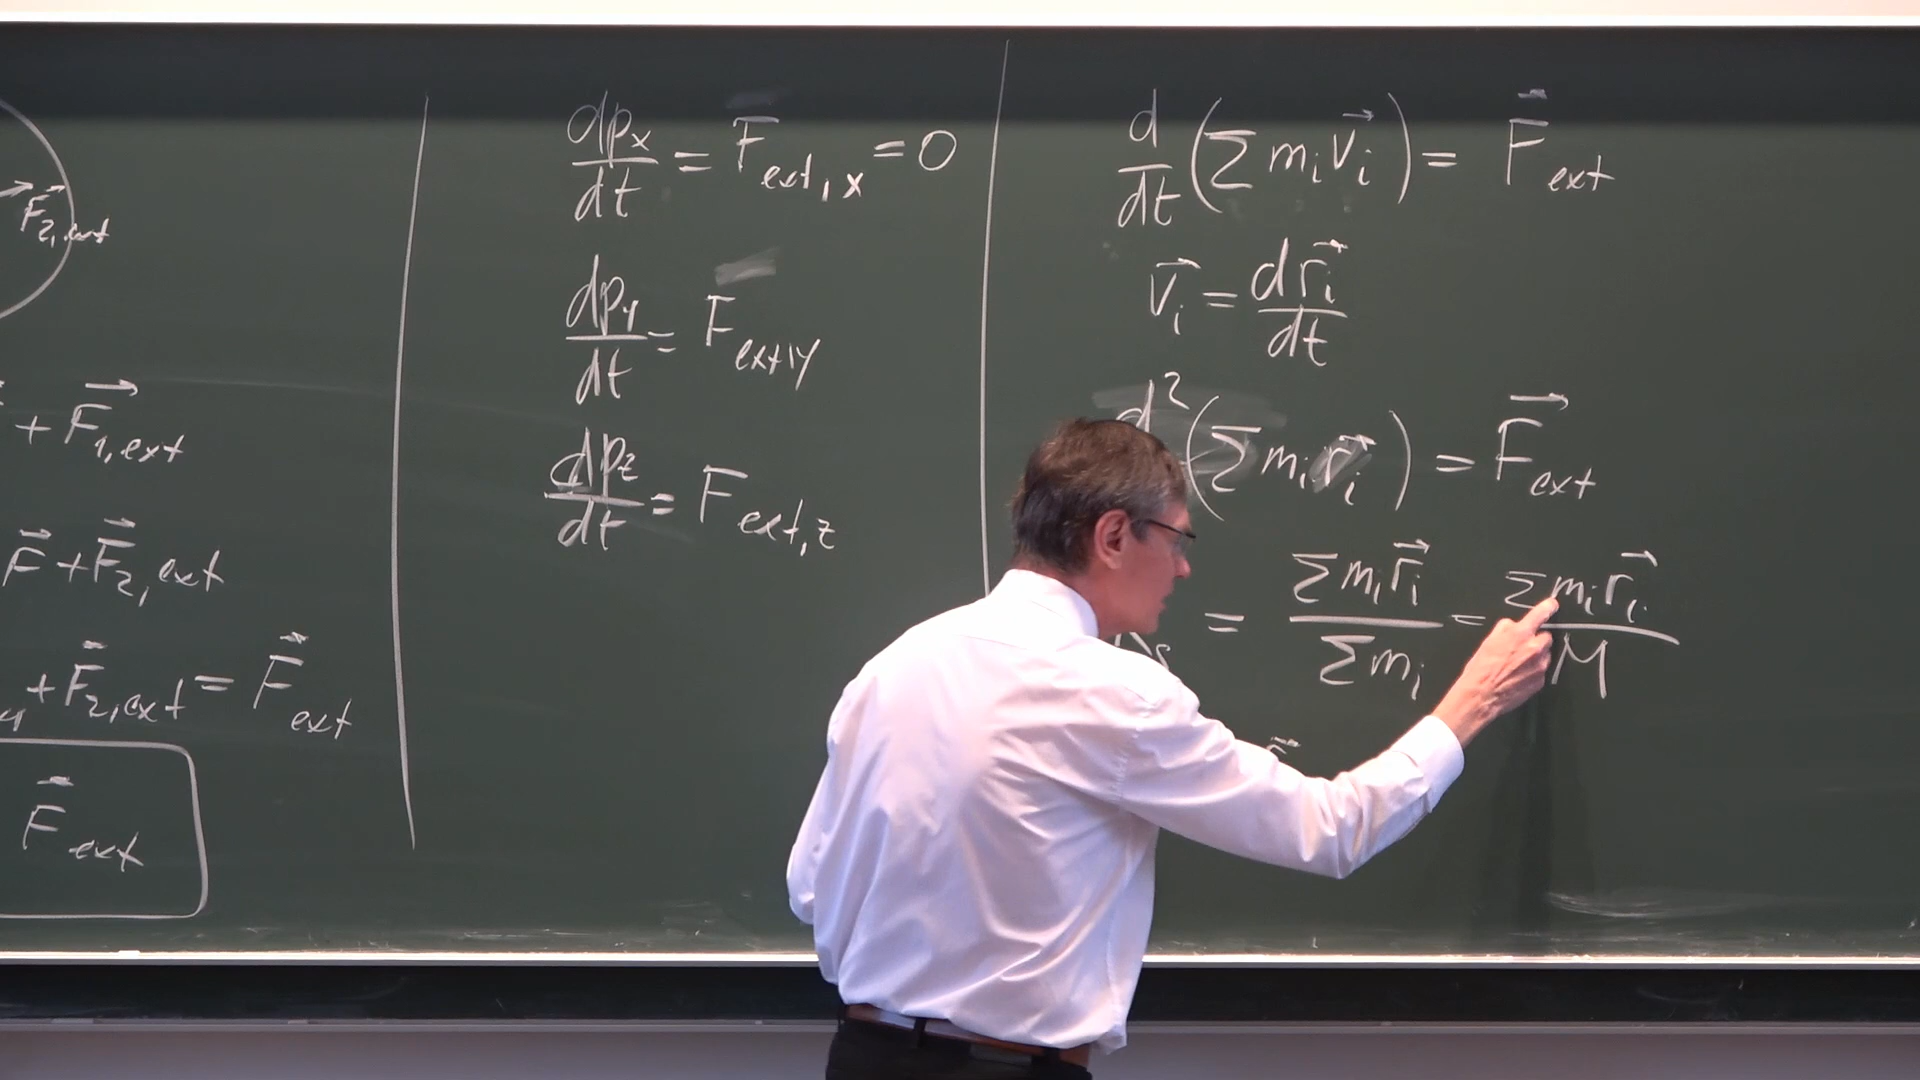 F⃗₂,ext
+ F⃗₁,ext
F⃗ + F⃗₂,ext
+ F⃗₂,ext = F⃗ext
F⃗ext
dpₓ/dt = Fext,x = 0
dpy/dt = Fext,y
dpz/dt = Fext,z
d/dt (Σ mᵢ v⃗ᵢ) = F⃗ext
v⃗ᵢ = dr⃗ᵢ/dt
d² (Σ mᵢ r⃗ᵢ) = F⃗ext
= Σ mᵢ r⃗ᵢ / Σ mᵢ = Σ mᵢ r⃗ᵢ / M